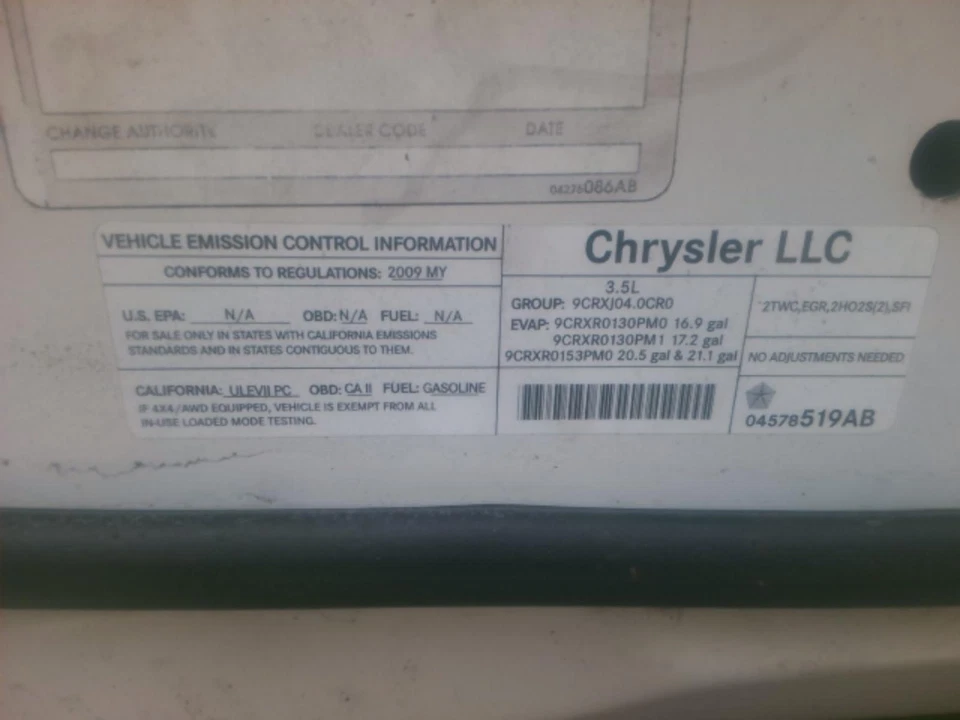 CHANGE AUTHORITY DEALER CODE DATE
04278086AB
VEHICLE EMISSION CONTROL INFORMATION
CONFORMS TO REGULATIONS: 2009 MY
U.S. EPA: N/A OBD: N/A FUEL: N/A
FOR SALE ONLY IN STATES WITH CALIFORNIA EMISSIONS
STANDARDS AND IN STATES CONTIGUOUS TO THEM.
CALIFORNIA: ULEVII PC OBD: CA II FUEL: GASOLINE
IF 4X4/AWD EQUIPPED, VEHICLE IS EXEMPT FROM ALL
IN-USE LOADED MODE TESTING.
Chrysler LLC
3.5L
GROUP: 9CRXJ04.0CR0
EVAP: 9CRXR0130PM0 16.9 gal
9CRXR0130PM1 17.2 gal
9CRXR0153PM0 20.5 gal & 21.1 gal
2TWC,EGR,2HO2S(2),SFI
NO ADJUSTMENTS NEEDED
04578519AB